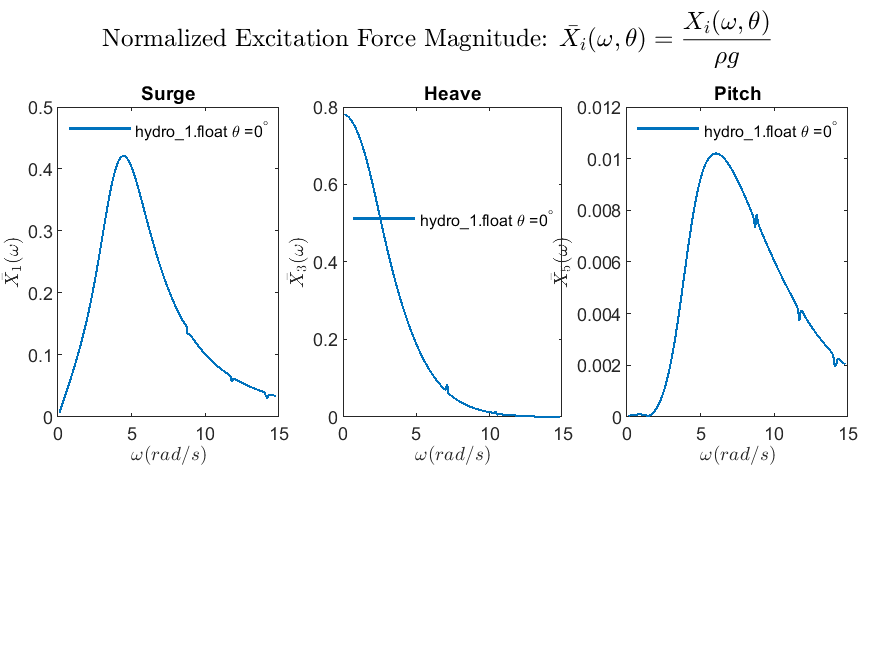 Normalized Excitation Force Magnitude: X̄ᵢ(ω, θ) = Xᵢ(ω, θ) / ρg
Surge
0.5
0.4
0.3
0.2
0.1
0
hydro_1.float θ =0°
X̄₁(ω)
0 5 10 15
ω(rad/s)
Heave
0.8
0.6
0.4
0.2
0
hydro_1.float θ =0°
X̄₃(ω)
0 5 10 15
ω(rad/s)
Pitch
0.012
0.01
0.008
0.006
0.004
0.002
0
hydro_1.float θ =0°
X̄₅(ω)
0 5 10 15
ω(rad/s)